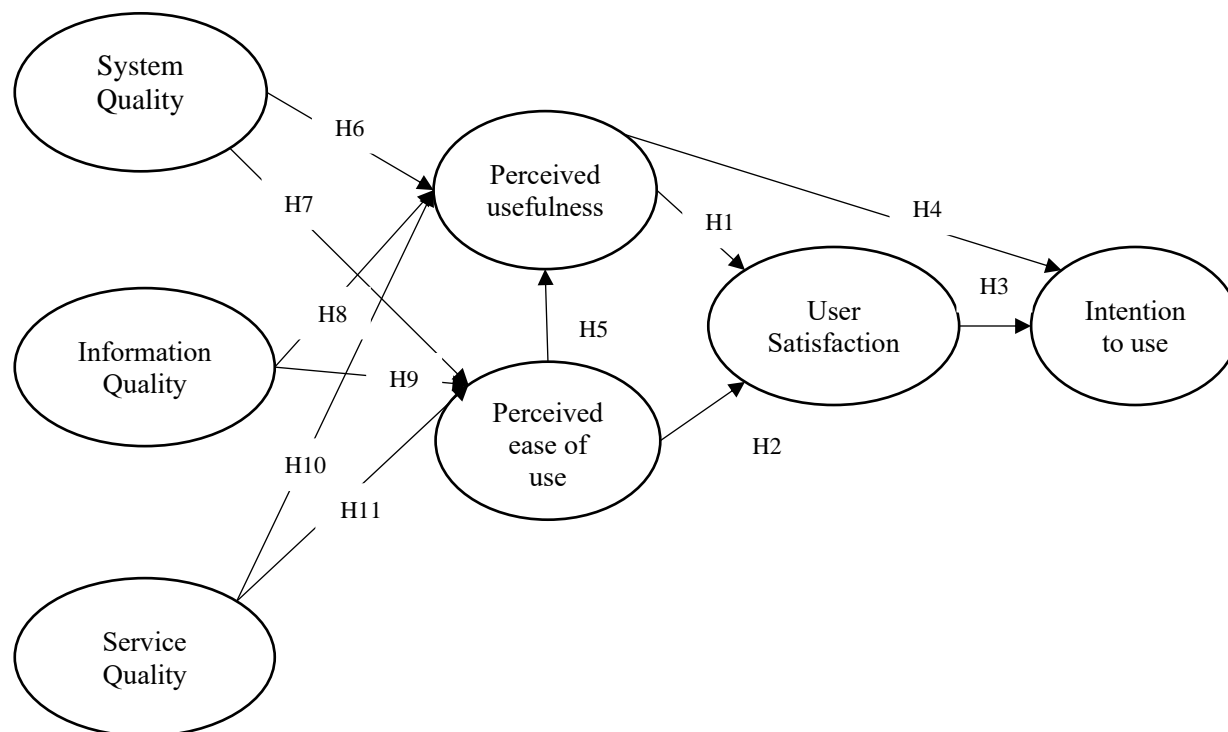 System
Quality
H6
Perceived
usefulness
H7
H4
H1
H3
User
Satisfaction
Intention
to use
H8
H5
Information
Quality
H9
Perceived
ease of
use
H2
H10
H11
Service
Quality